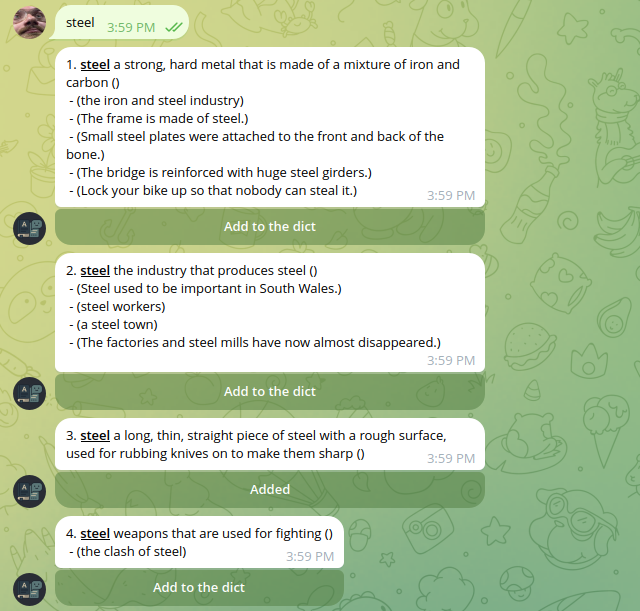 steel
3:59 PM
1. steel a strong, hard metal that is made of a mixture of iron and
carbon ()
- (the iron and steel industry)
- (The frame is made of steel.)
- (Small steel plates were attached to the front and back of the
bone.)
- (The bridge is reinforced with huge steel girders.)
- (Lock your bike up so that nobody can steal it.)
3:59 PM
Add to the dict
2. steel the industry that produces steel ()
- (Steel used to be important in South Wales.)
- (steel workers)
- (a steel town)
- (The factories and steel mills have now almost disappeared.)
3:59 PM
Add to the dict
3. steel a long, thin, straight piece of steel with a rough surface,
used for rubbing knives on to make them sharp ()
3:59 PM
Added
4. steel weapons that are used for fighting ()
- (the clash of steel)
3:59 PM
Add to the dict